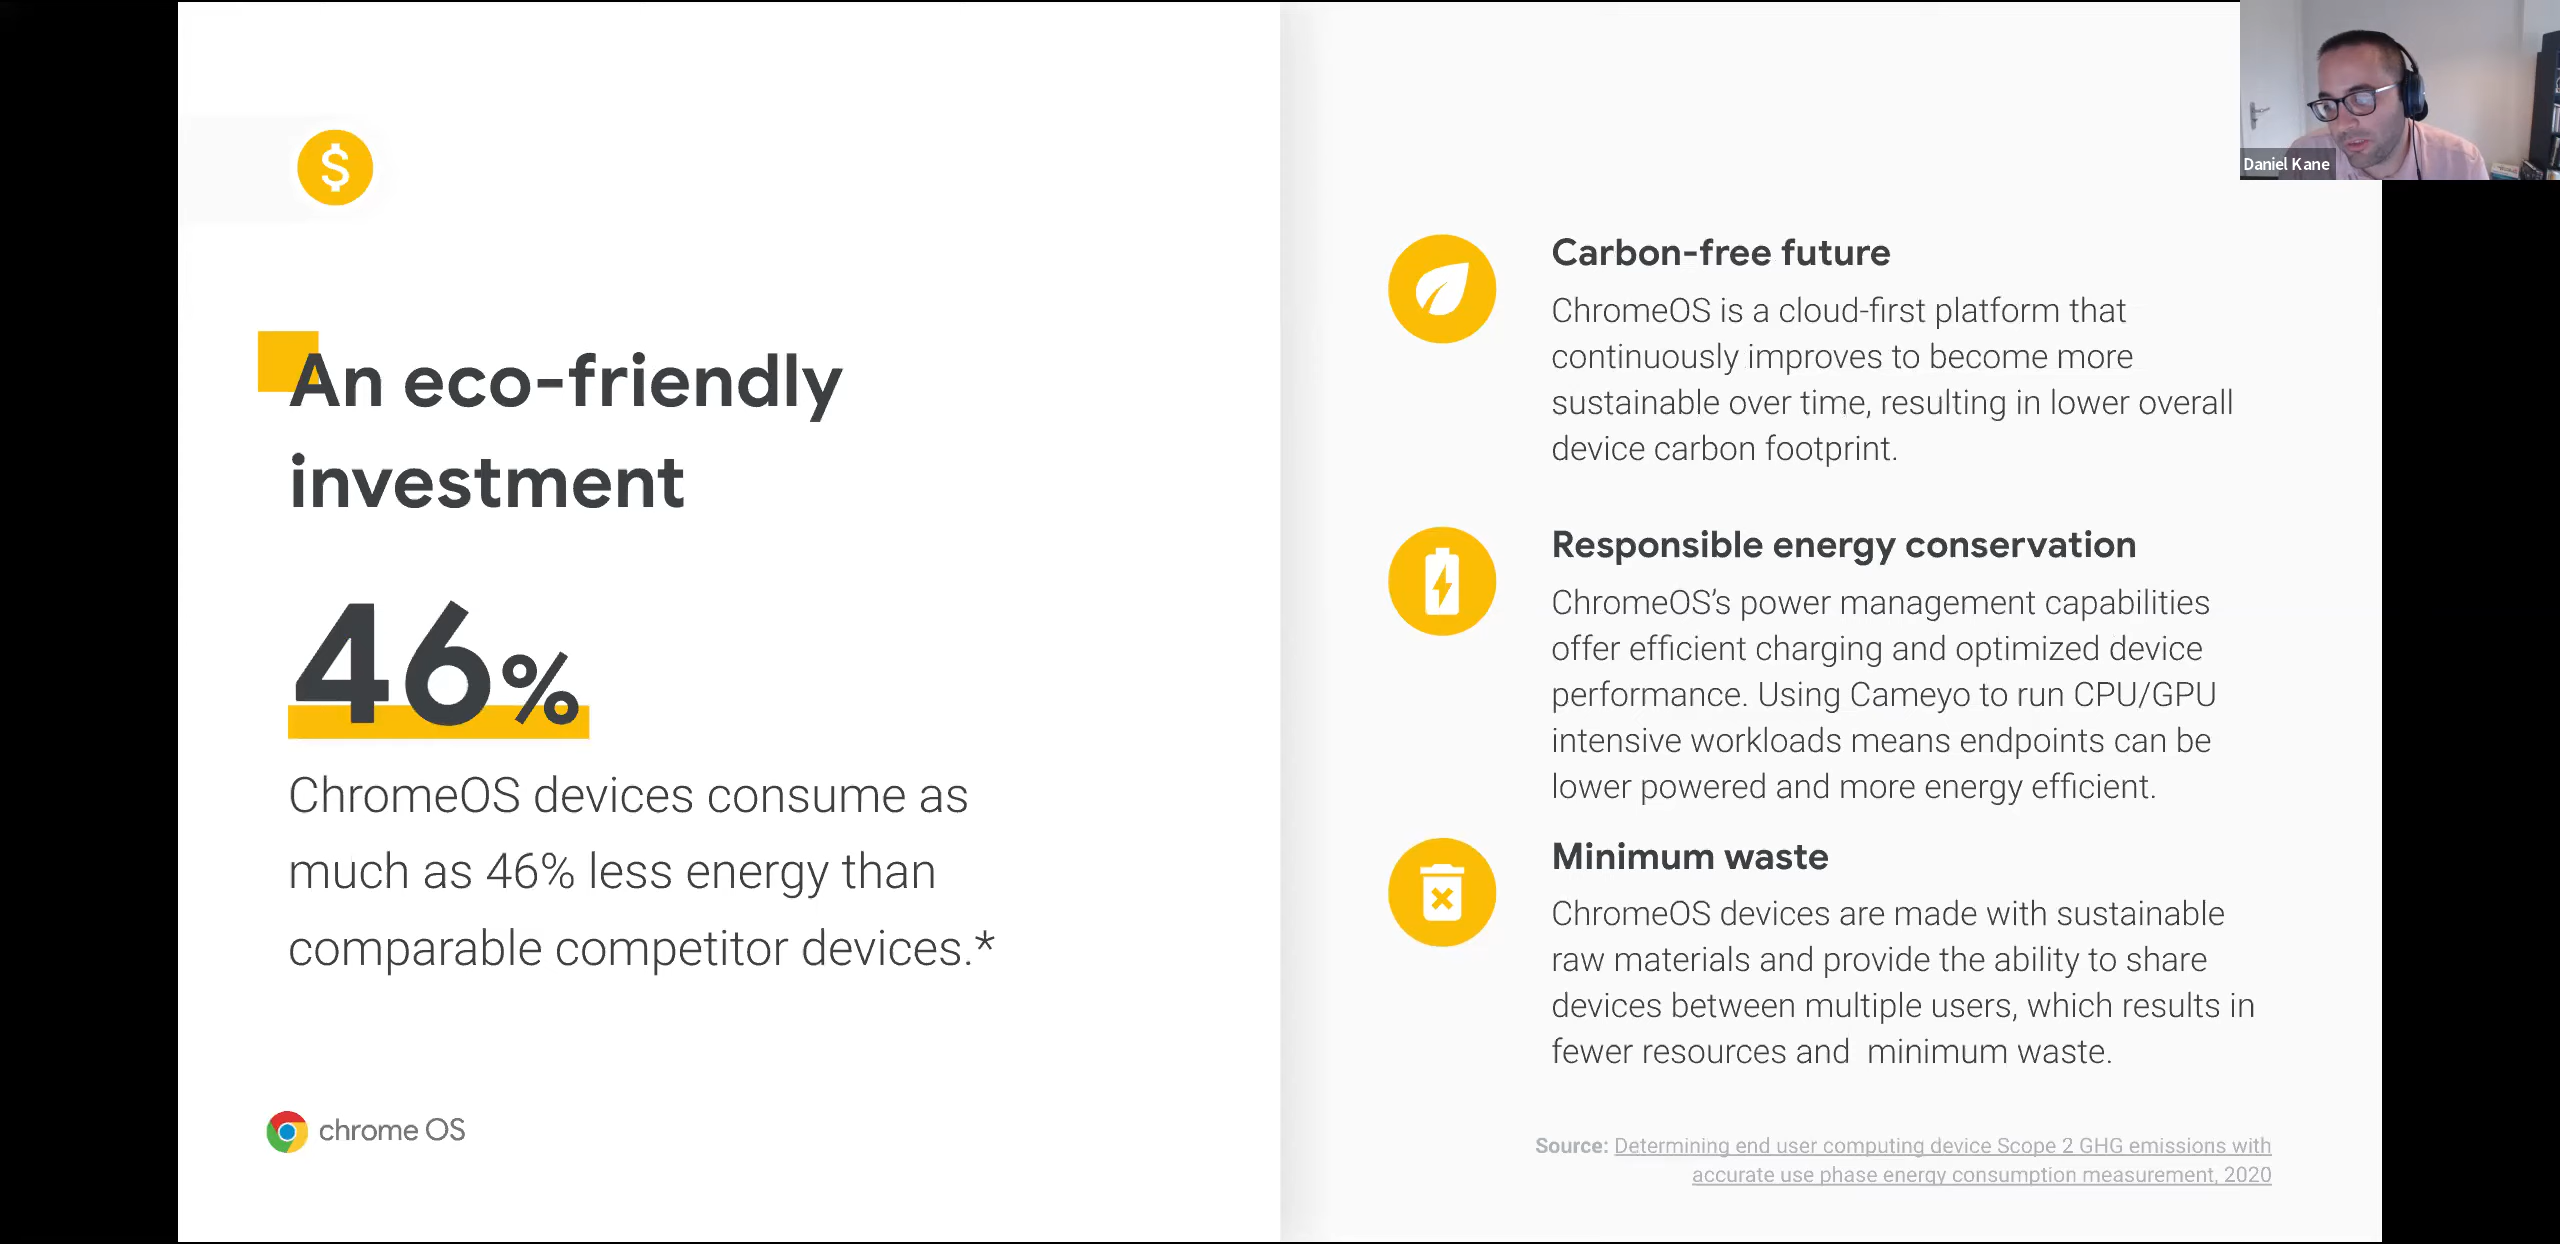 $
An eco-friendly
investment
46%
ChromeOS devices consume as
much as 46% less energy than
comparable competitor devices.*
chrome OS
Carbon-free future
ChromeOS is a cloud-first platform that
continuously improves to become more
sustainable over time, resulting in lower overall
device carbon footprint.
Responsible energy conservation
ChromeOS’s power management capabilities
offer efficient charging and optimized device
performance. Using Cameyo to run CPU/GPU
intensive workloads means endpoints can be
lower powered and more energy efficient.
Minimum waste
ChromeOS devices are made with sustainable
raw materials and provide the ability to share
devices between multiple users, which results in
fewer resources and  minimum waste.
Source: Determining end user computing device Scope 2 GHG emissions with
accurate use phase energy consumption measurement, 2020
Daniel Kane